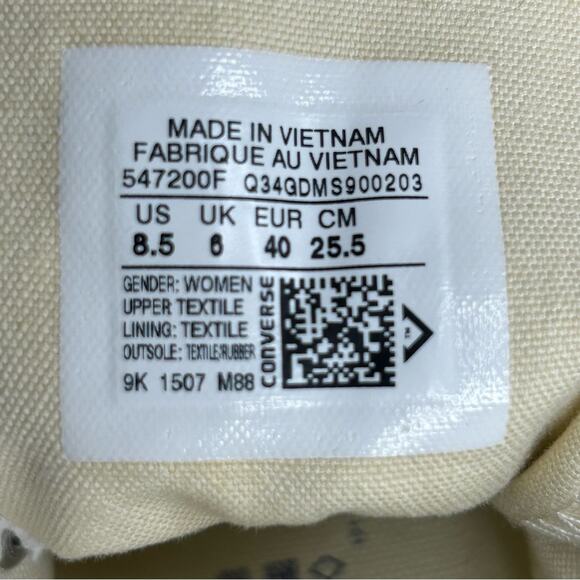 MADE IN VIETNAM
FABRIQUE AU VIETNAM
547200F Q34GDMS900203
US UK EUR CM
8.5 6 40 25.5
GENDER: WOMEN
UPPER: TEXTILE
LINING: TEXTILE
OUTSOLE: TEXTILE/RUBBER
9K 1507 M88
CONVERSE